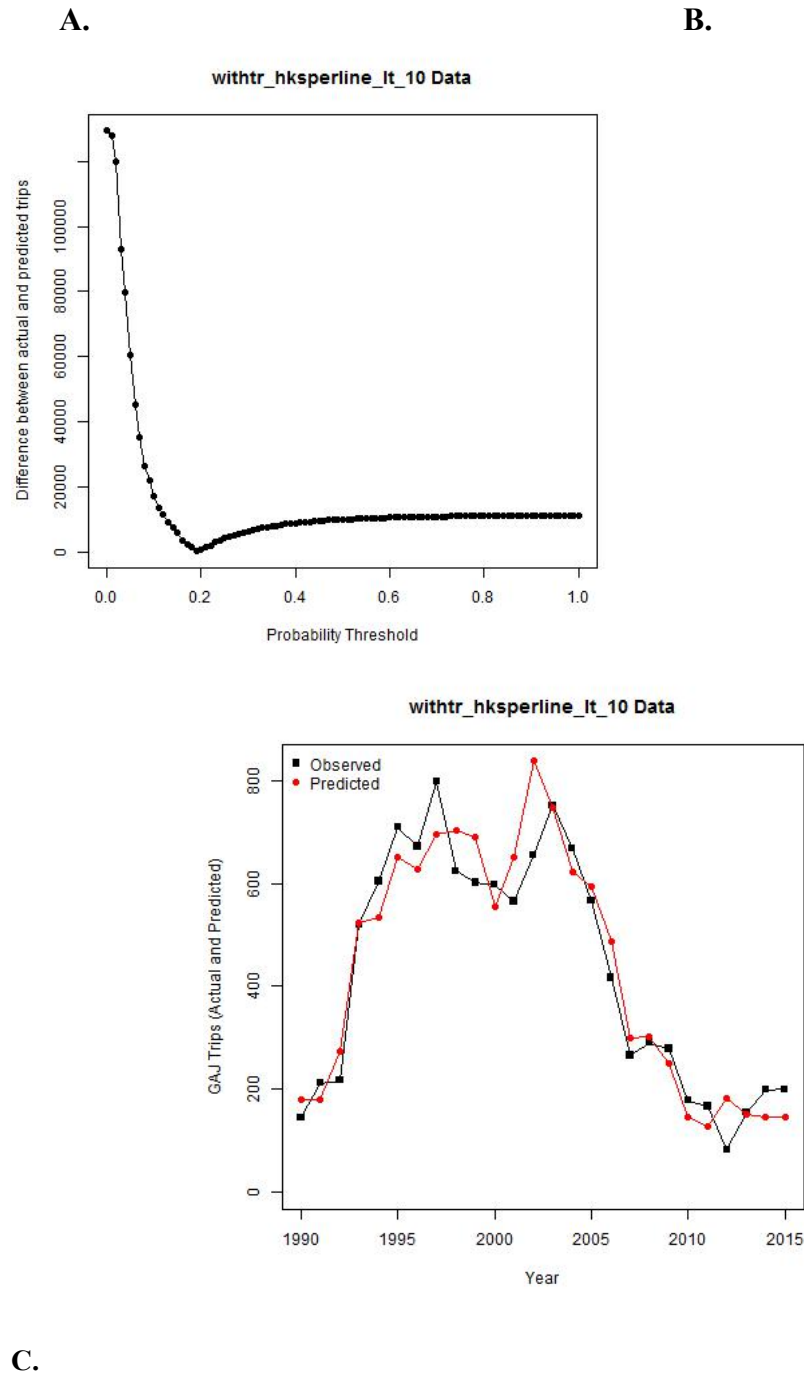 A. B.
withtr_hksperline_lt_10 Data
Difference between actual and predicted trips
0 20000 40000 60000 80000 100000
0.0 0.2 0.4 0.6 0.8 1.0
Probability Threshold
withtr_hksperline_lt_10 Data
Observed
Predicted
GAJ Trips (Actual and Predicted)
0 200 400 600 800
1990 1995 2000 2005 2010 2015
Year
C.